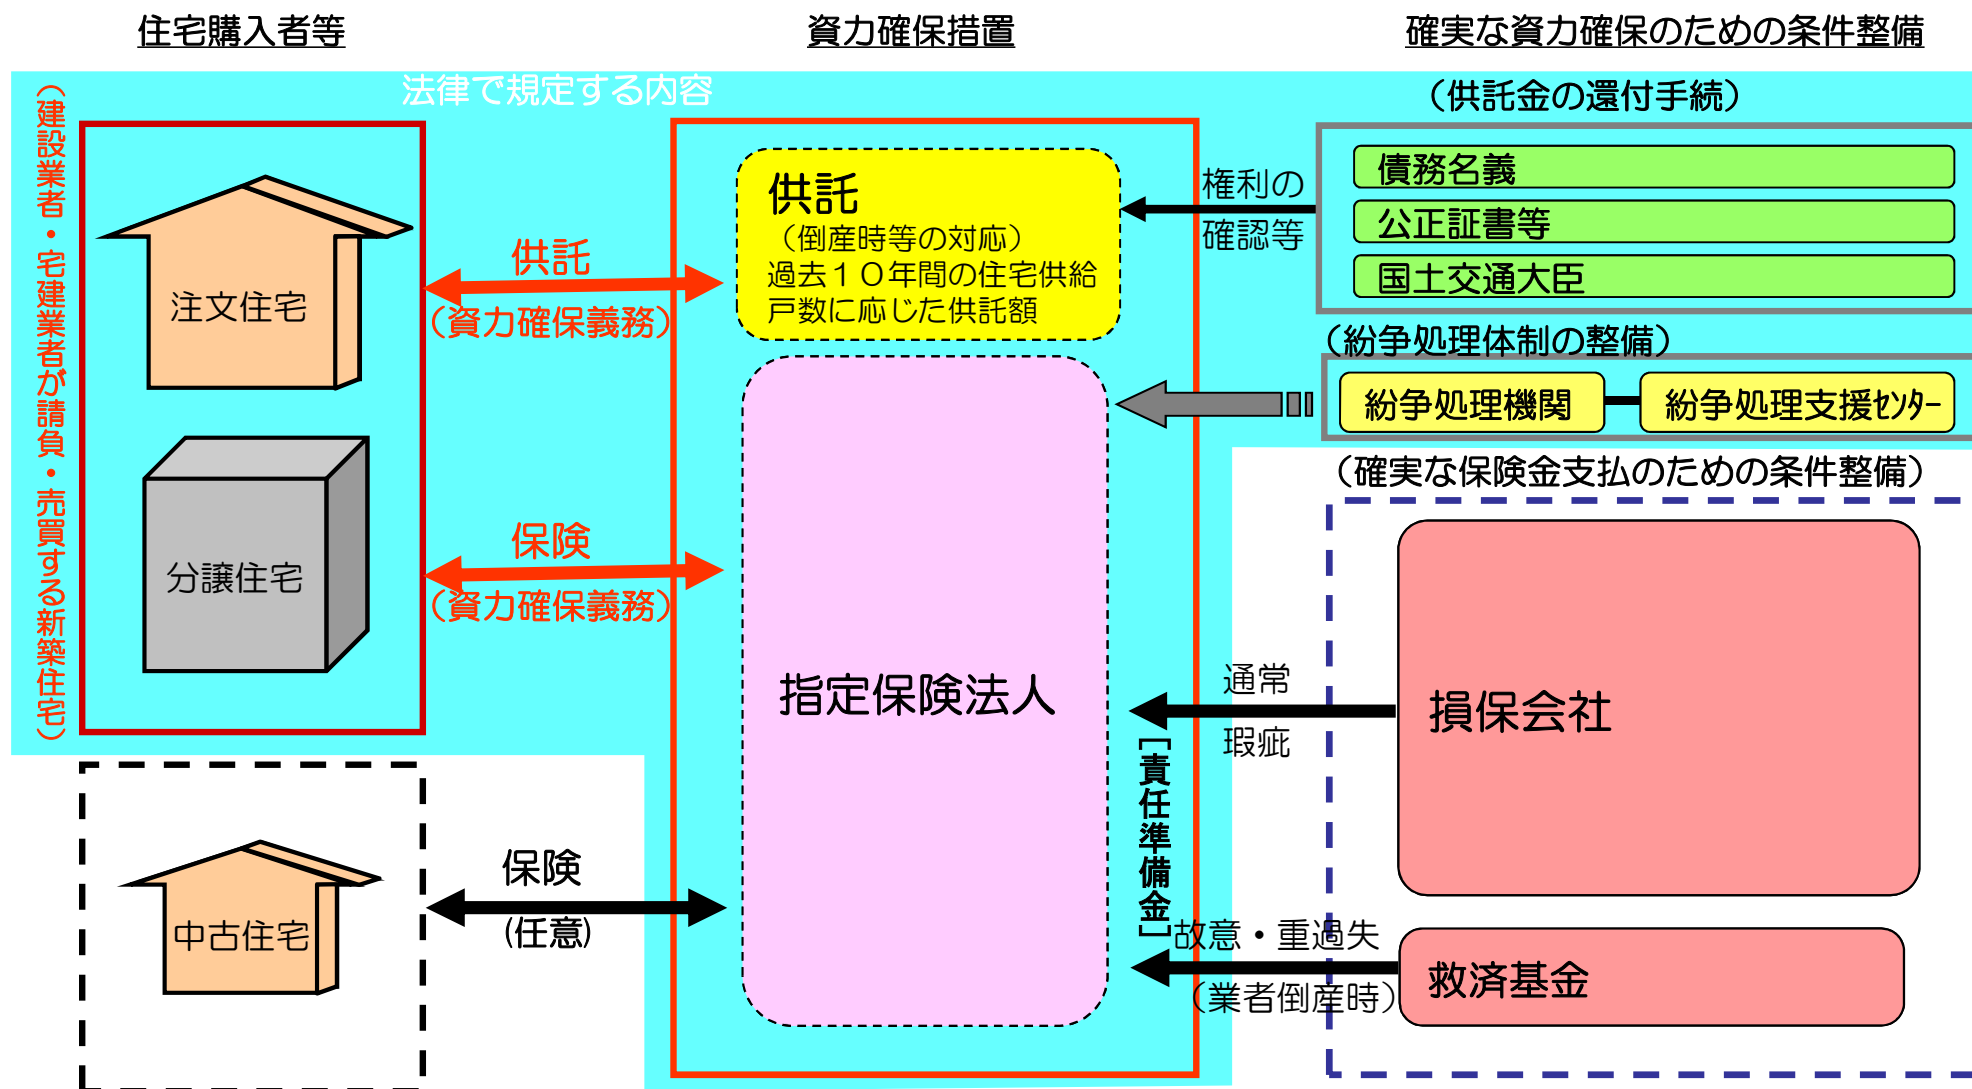 住宅購入者等
資力確保措置
確実な資力確保のための条件整備
法律で規定する内容
（建設業者・宅建業者が請負・売買する新築住宅）
注文住宅
分譲住宅
中古住宅
供託
（資力確保義務）
保険
（資力確保義務）
保険
(任意)
供託
（倒産時等の対応）
過去１０年間の住宅供給
戸数に応じた供託額
指定保険法人
［責任準備金］
権利の
確認等
（供託金の還付手続）
債務名義
公正証書等
国土交通大臣
（紛争処理体制の整備）
紛争処理機関
紛争処理支援ｾﾝﾀｰ
（確実な保険金支払のための条件整備）
通常
瑕疵
損保会社
故意・重過失
（業者倒産時）
救済基金